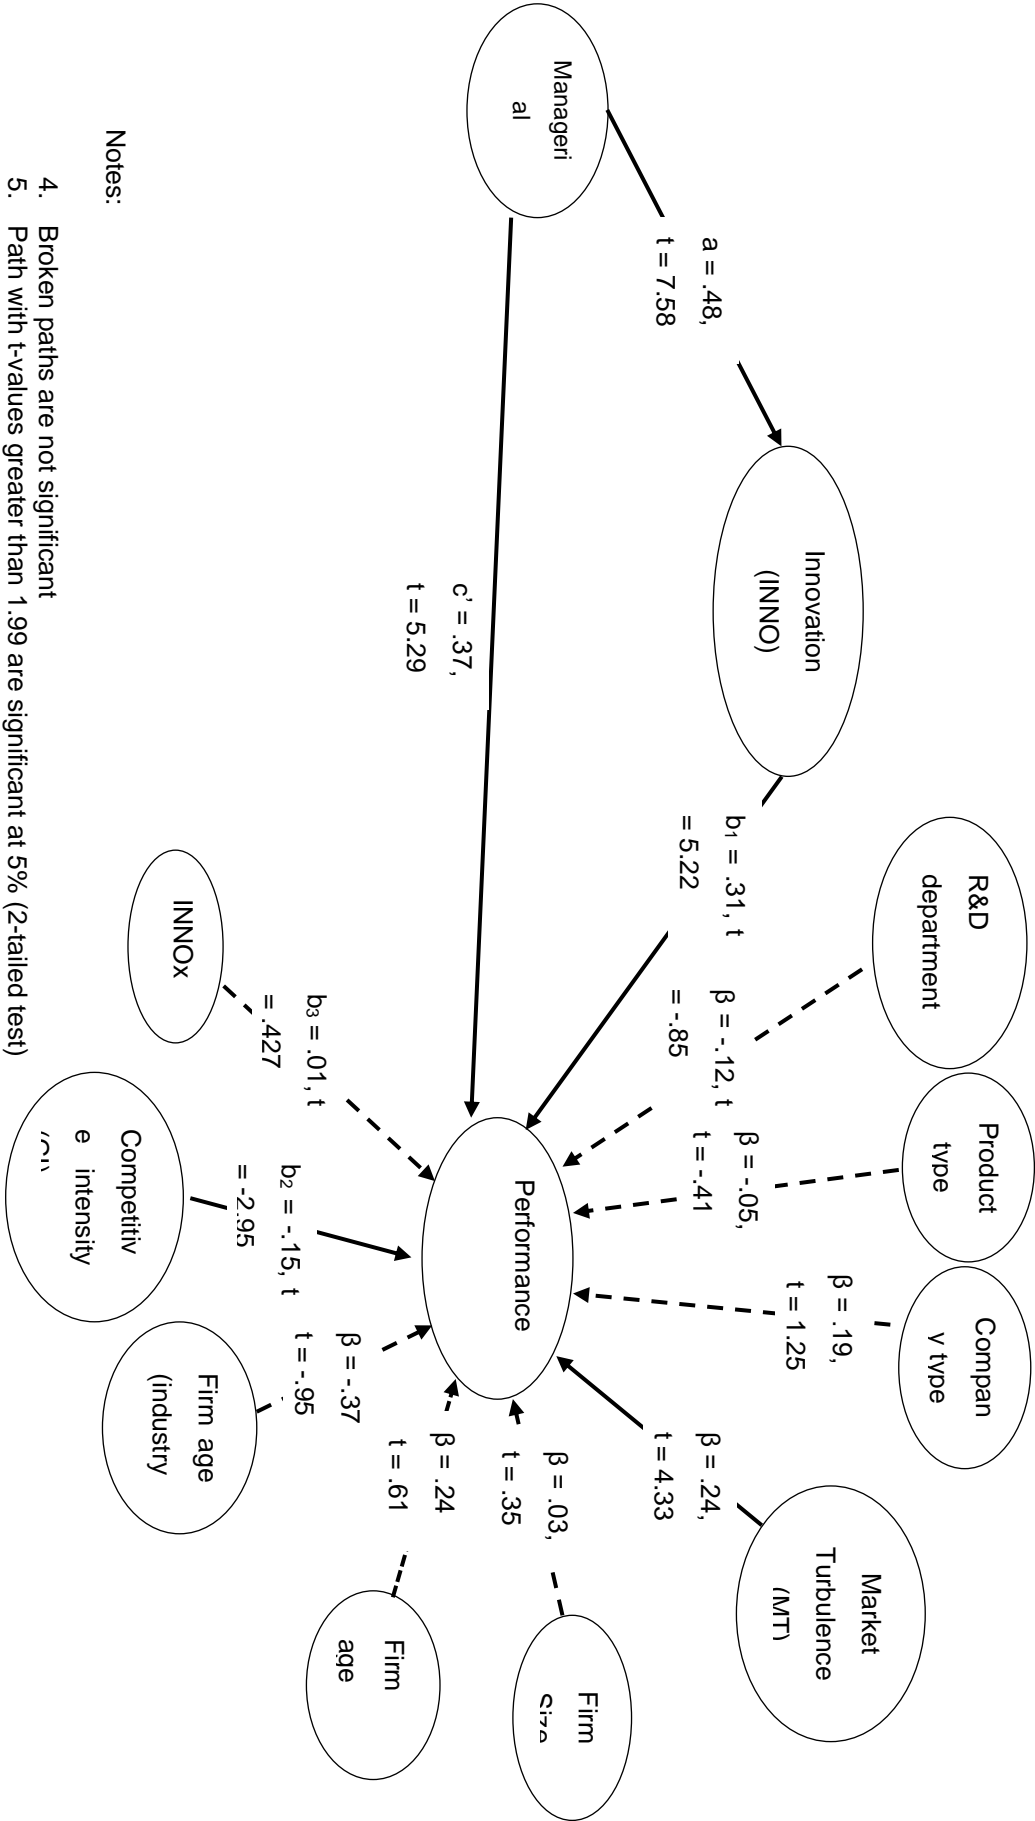 R&D
department
Product
type
Compan
y type
Market
Turbulence
(MT)
Innovation
(INNO)
a = .48,
t = 7.58
b₁ = .31, t
= 5.22
β = -.12, t
= -.85
β = -.05,
t = -.41
β = .19,
t = 1.25
β = .24,
t = 4.33
Manageri
al
Performance
c’ = .37,
t = 5.29
β = .03,
t = .35
Firm
Size
β = .24
t = .61
Firm
age
b₃ = .01, t
= .427
b₂ = -.15, t
= -2.95
β = -.37
t = -.95
INNOx
Competitiv
e intensity
(CI)
Firm age
(industry
Notes:
4. Broken paths are not significant
5. Path with t-values greater than 1.99 are significant at 5% (2-tailed test)